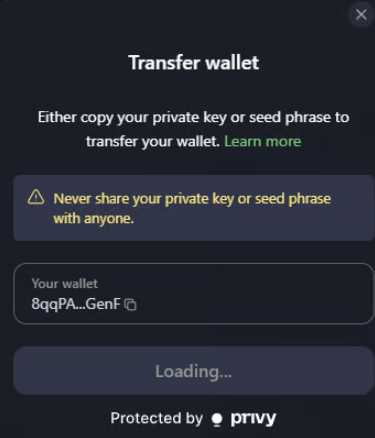 Transfer wallet
Either copy your private key or seed phrase to
transfer your wallet. Learn more
Never share your private key or seed phrase
with anyone.
Your wallet
8qqPA...GenF
Loading...
Protected by privy